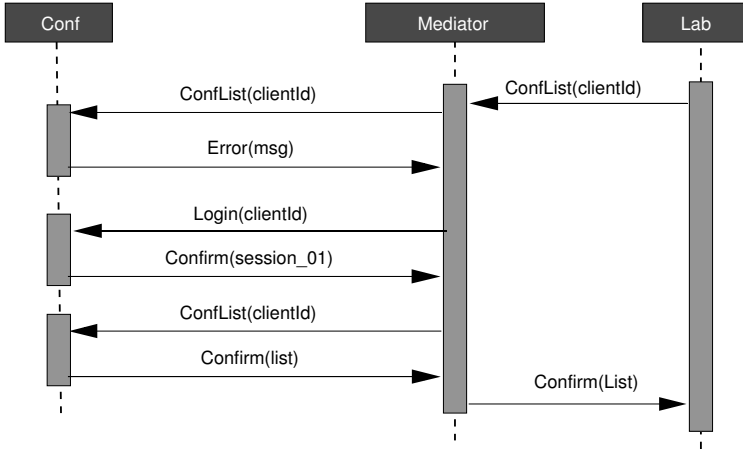 Conf
Mediator
Lab
ConfList(clientId)
ConfList(clientId)
Error(msg)
Login(clientId)
Confirm(session_01)
ConfList(clientId)
Confirm(list)
Confirm(List)